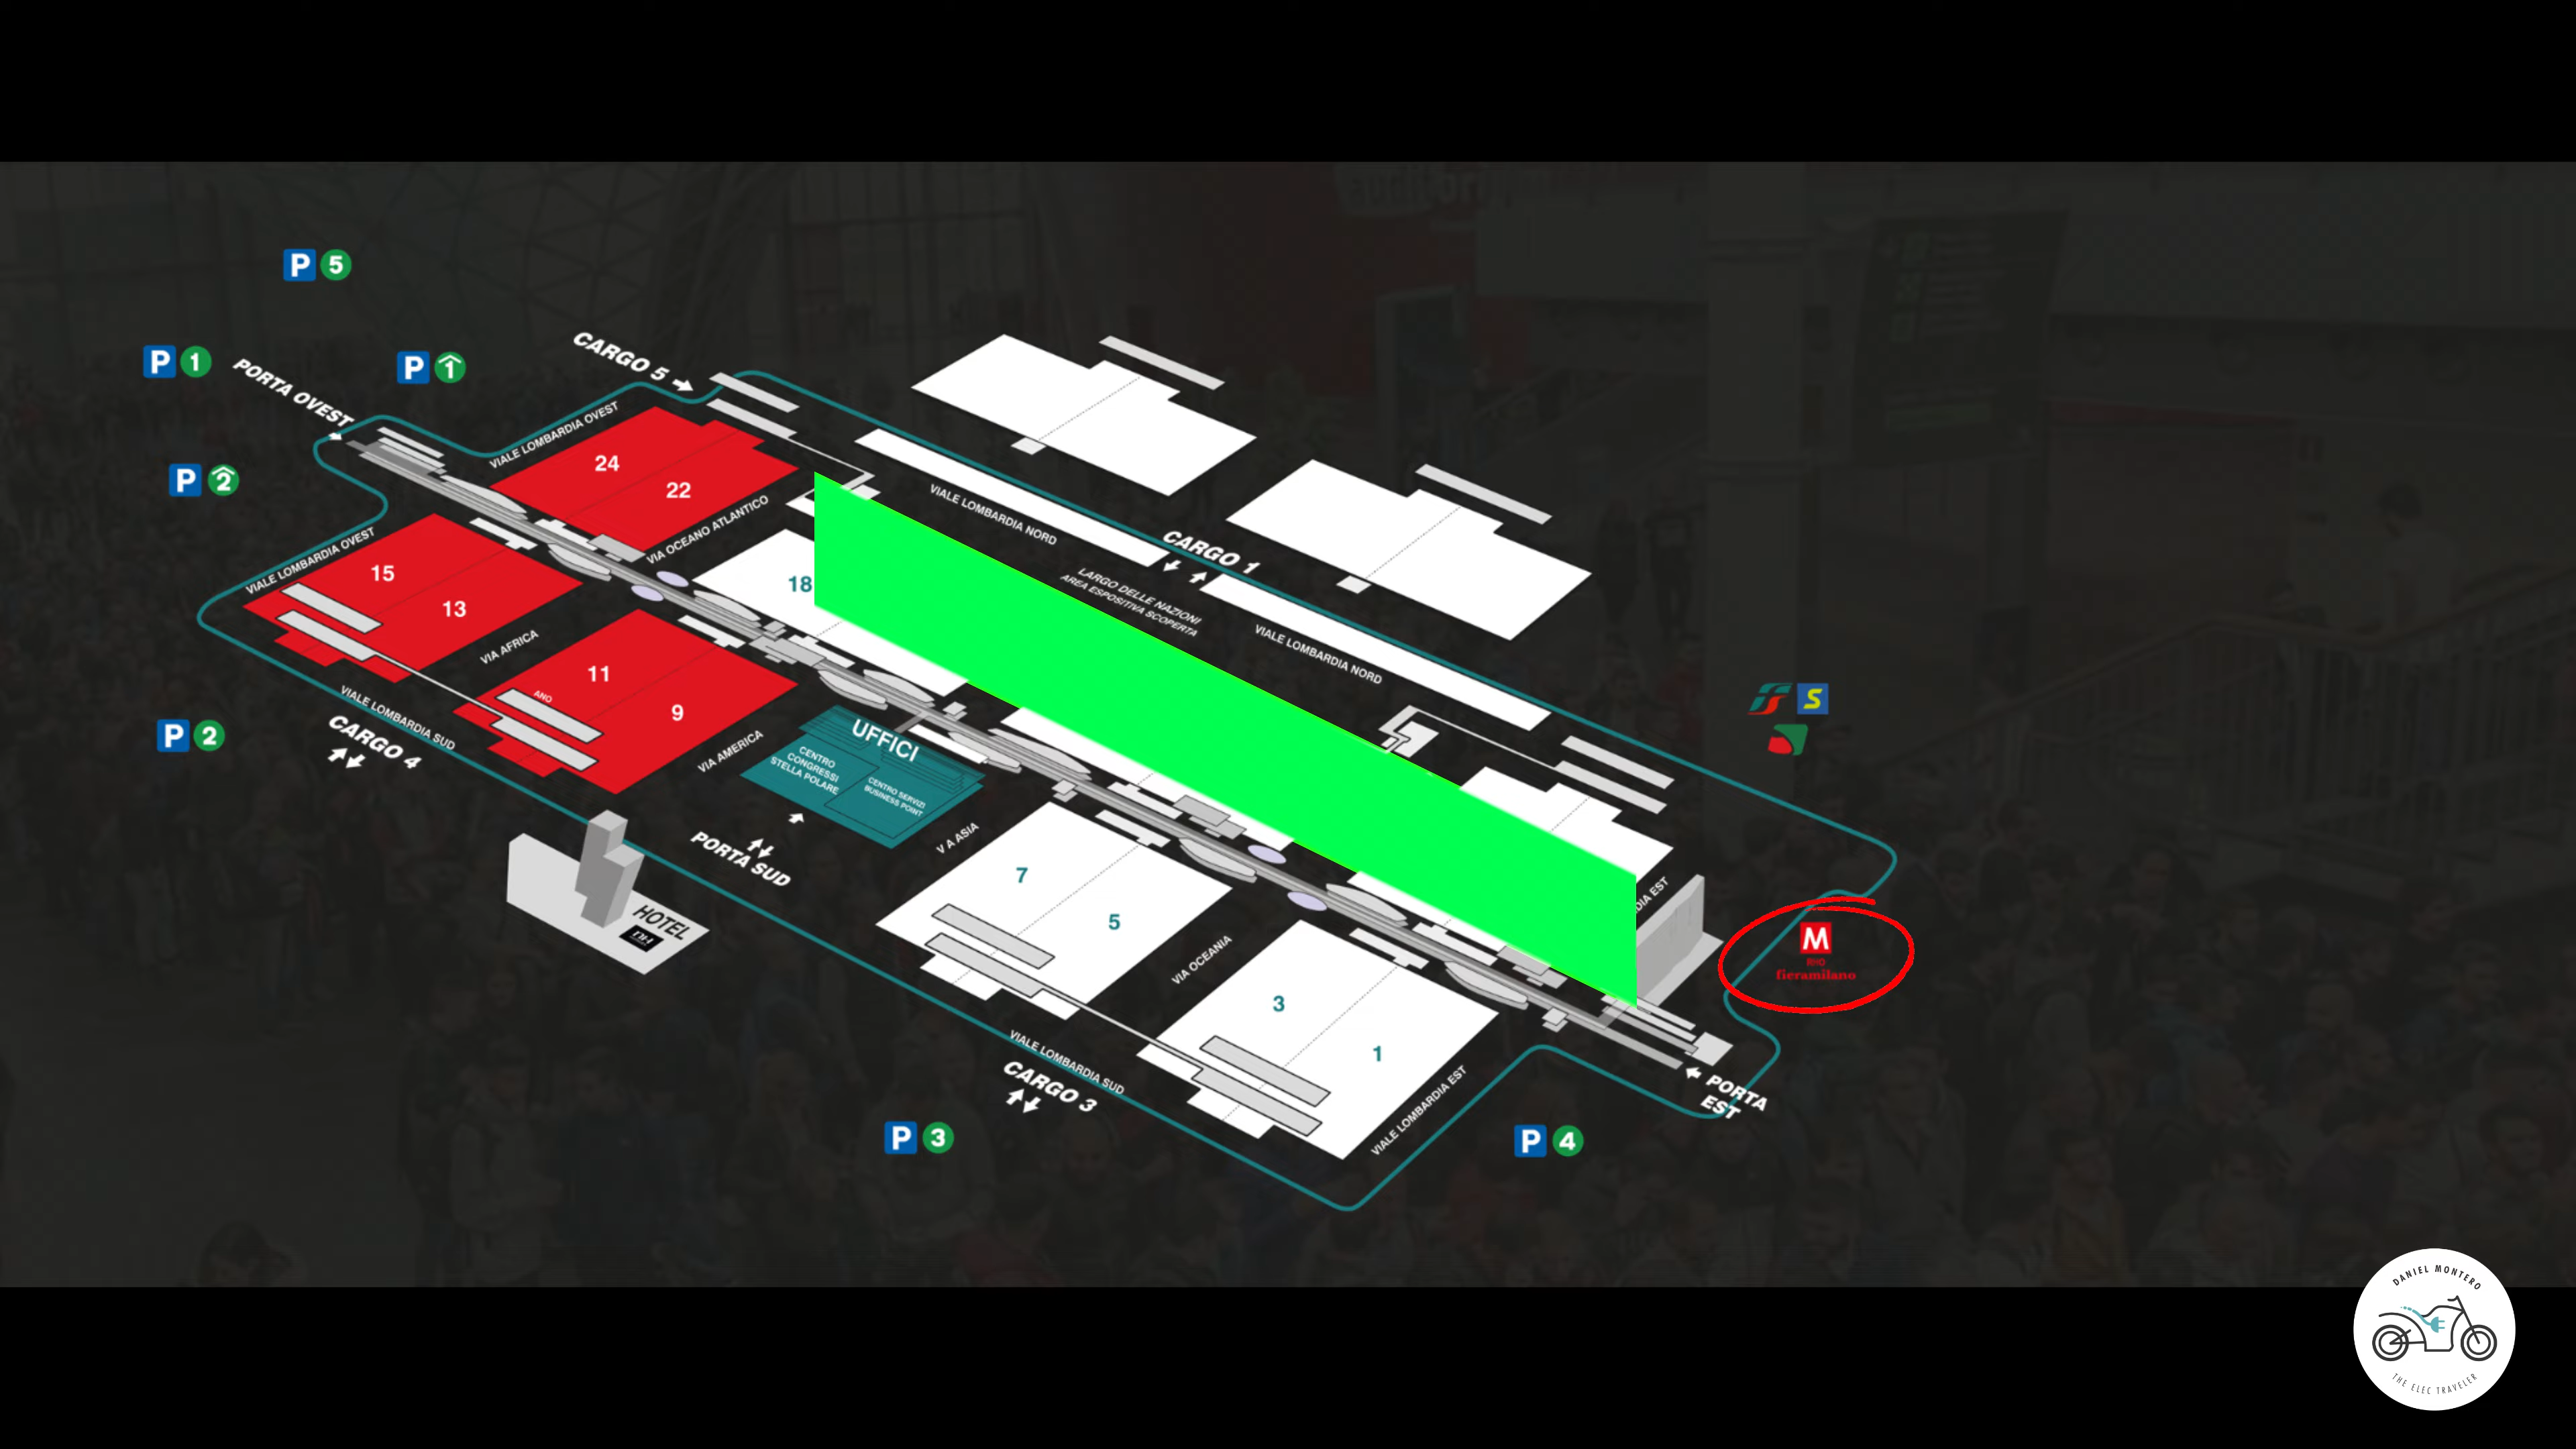 P 5
P 1
P 1
CARGO 5
PORTA OVEST
VIALE LOMBARDIA OVEST
24
22
P 2
VIA OCEANO ATLANTICO
VIALE LOMBARDIA NORD
CARGO 1
VIALE LOMBARDIA OVEST
15
13
18
LARGO DELLE NAZIONI
AREA ESPOSITIVA SCOPERTA
VIALE LOMBARDIA NORD
VIA AFRICA
11
ANO
9
P 2
VIALE LOMBARDIA SUD
CARGO 4
VIA AMERICA
UFFICI
CENTRO
CONGRESSI
STELLA POLARE
CENTRO SERVIZI
BUSINESS POINT
S
PORTA SUD
V A ASIA
7
5
HOTEL
DIA EST
M
RHO
fieramilano
VIA OCEANIA
3
1
VIALE LOMBARDIA SUD
CARGO 3
VIALE LOMBARDIA EST
PORTA
EST
P 3
P 4
DANIEL MONTERO
THE ELEC TRAVELER